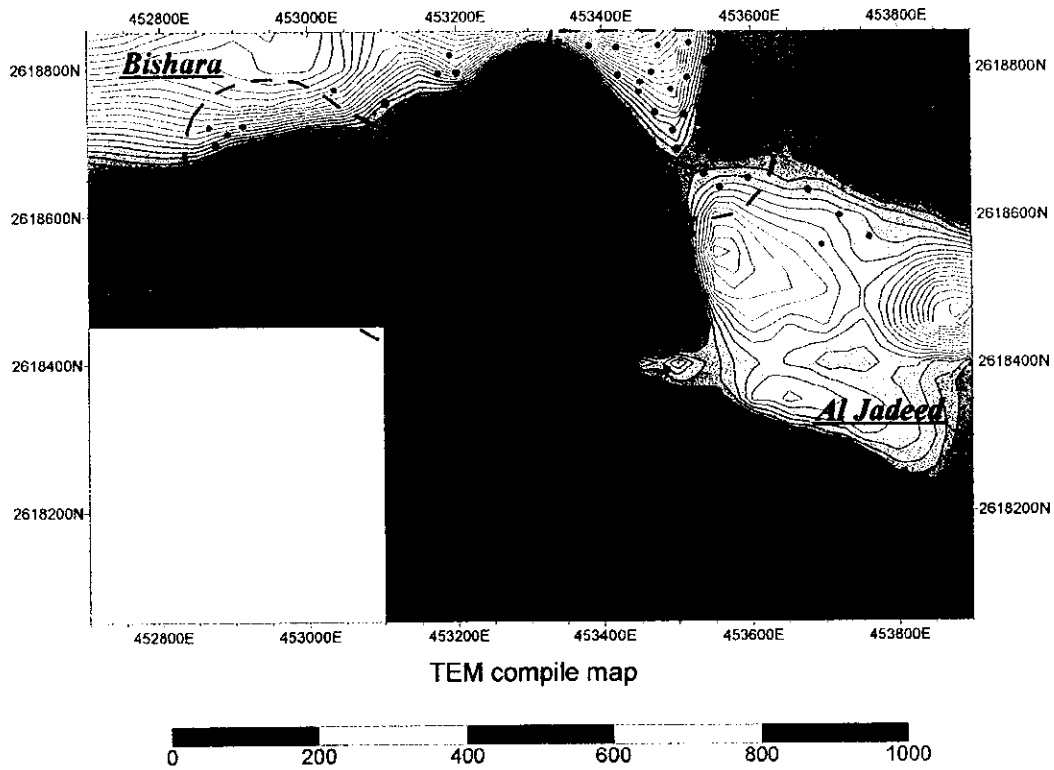 452800E 453000E 453200E 453400E 453600E 453800E
Bishara
2618800N 2618800N
2618600N 2618600N
2618400N 2618400N
Al Jadeed
2618200N 2618200N
452800E 453000E 453200E 453400E 453600E 453800E
TEM compile map
0 200 400 600 800 1000